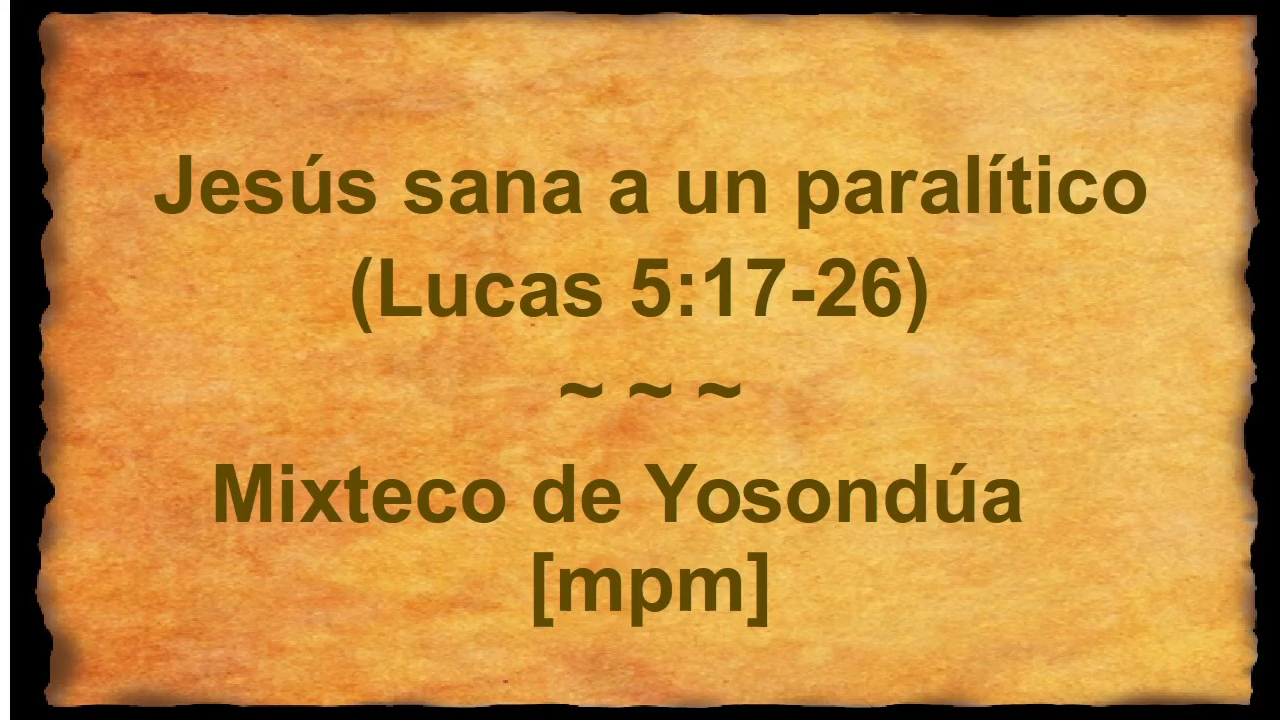 Jesús sana a un paralítico
(Lucas 5:17-26)
~ ~ ~
Mixteco de Yosondúa
[mpm]